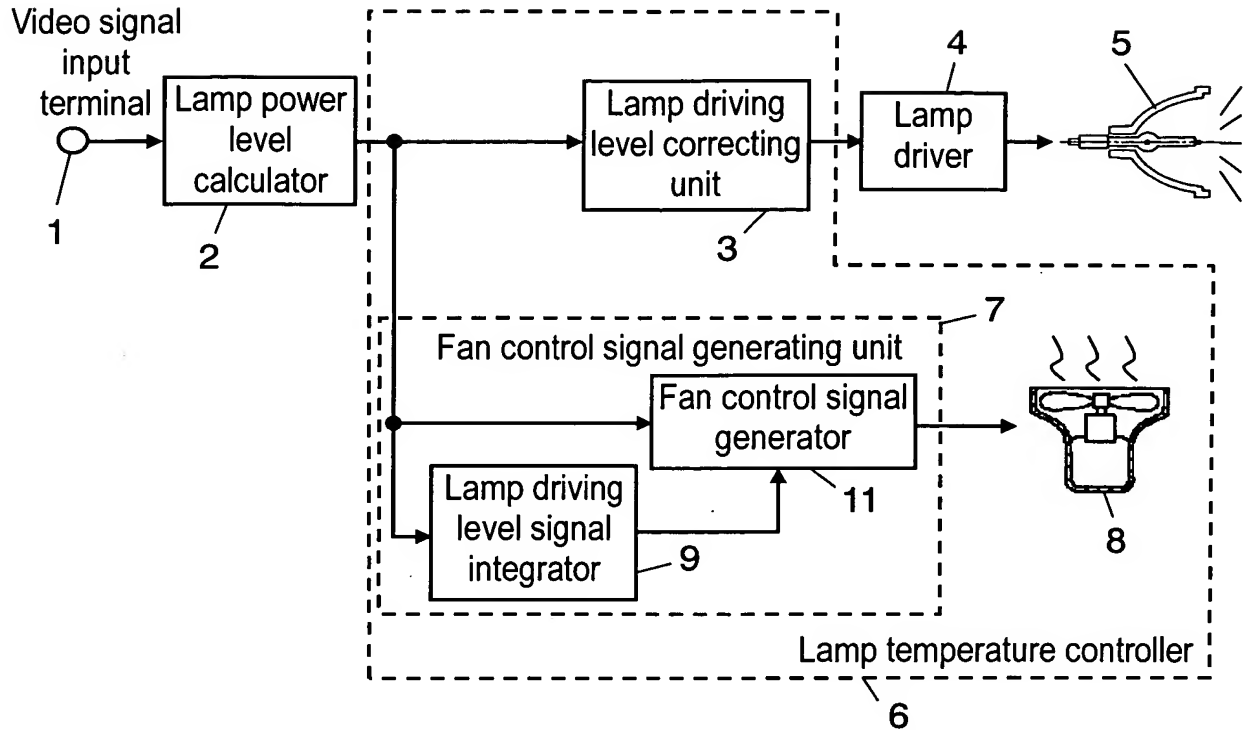 Video signal
input
terminal
1
Lamp power
level
calculator
2
Lamp driving
level correcting
unit
3
4
Lamp
driver
5
7
Fan control signal generating unit
Fan control signal
generator
11
Lamp driving
level signal
integrator
9
8
Lamp temperature controller
6